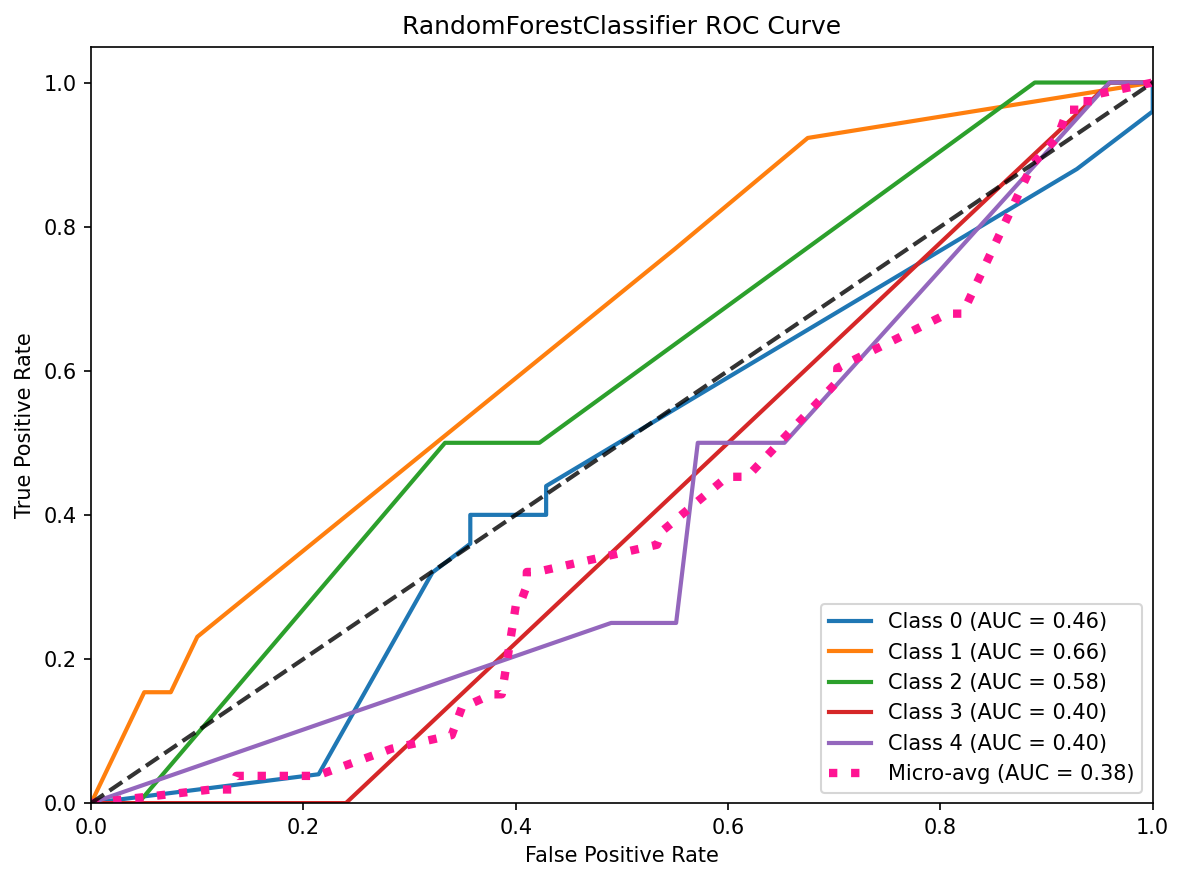 RandomForestClassifier ROC Curve
True Positive Rate
1.0
0.8
0.6
0.4
0.2
0.0
0.0 0.2 0.4 0.6 0.8 1.0
False Positive Rate
Class 0 (AUC = 0.46)
Class 1 (AUC = 0.66)
Class 2 (AUC = 0.58)
Class 3 (AUC = 0.40)
Class 4 (AUC = 0.40)
Micro-avg (AUC = 0.38)